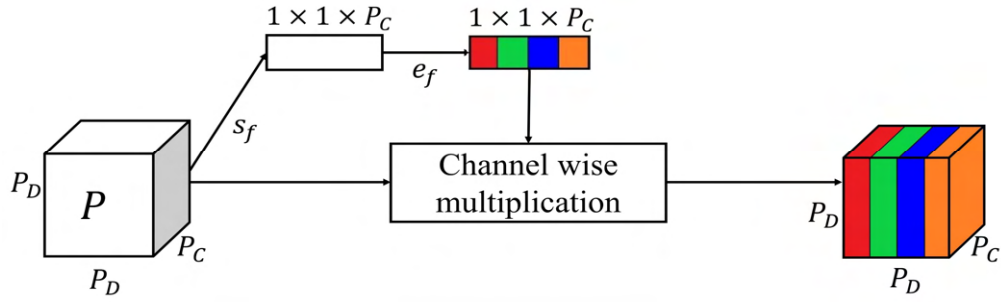 1 × 1 × P_C
1 × 1 × P_C
e_f
s_f
Channel wise
multiplication
P_D
P
P_C
P_D
P_D
P_C
P_D